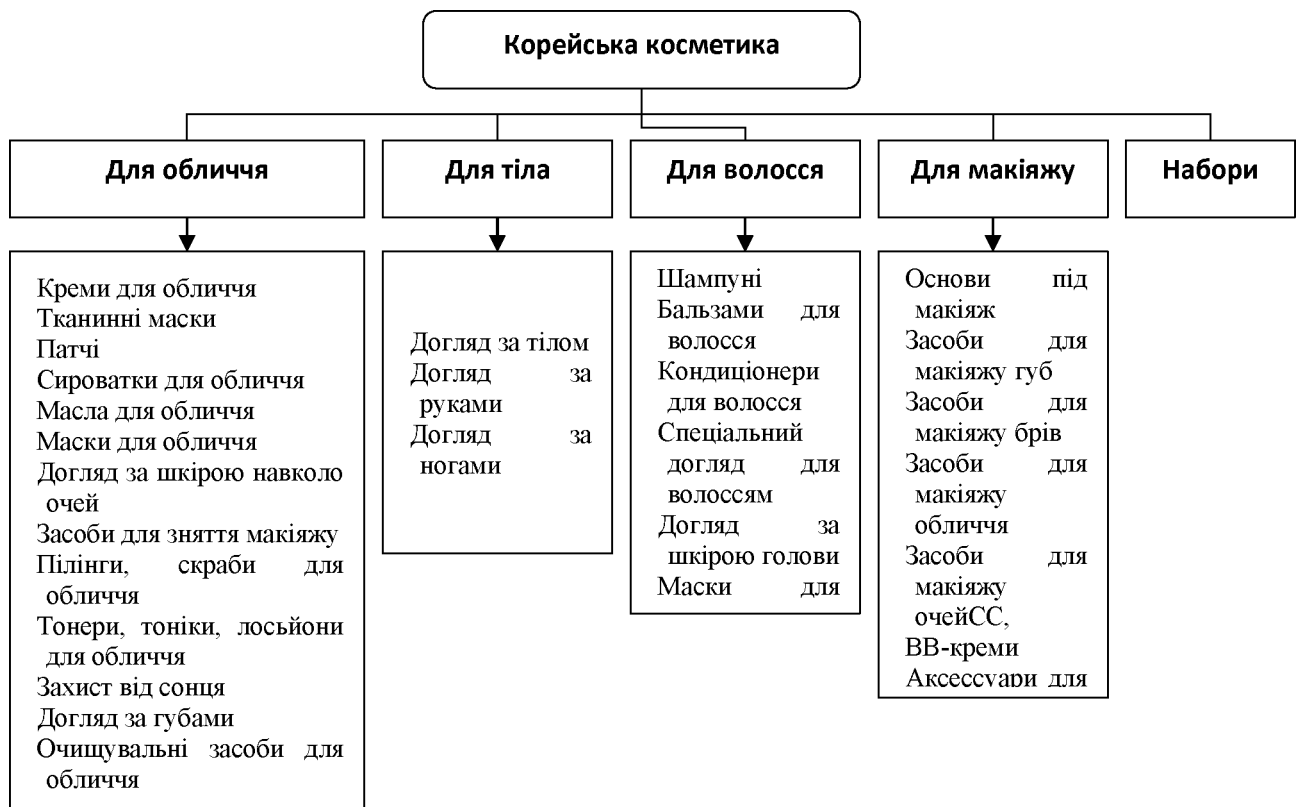 Корейська косметика
Для обличчя
Для тіла
Для волосся
Для макіяжу
Набори
Креми для обличчя
Тканинні маски
Патчі
Сироватки для обличчя
Масла для обличчя
Маски для обличчя
Догляд за шкірою навколо
очей
Засоби для зняття макіяжу
Пілінги, скраби для
обличчя
Тонери, тоніки, лосьйони
для обличчя
Захист від сонця
Догляд за губами
Очищувальні засоби для
обличчя
Догляд за тілом
Догляд за
руками
Догляд за
ногами
Шампуні
Бальзами для
волосся
Кондиціонери
для волосся
Спеціальний
догляд для
волоссям
Догляд за
шкірою голови
Маски для
Основи під
макіяж
Засоби для
макіяжу губ
Засоби для
макіяжу брів
Засоби для
макіяжу
обличчя
Засоби для
макіяжу
очейСС,
ВВ-креми
Аксессуари для